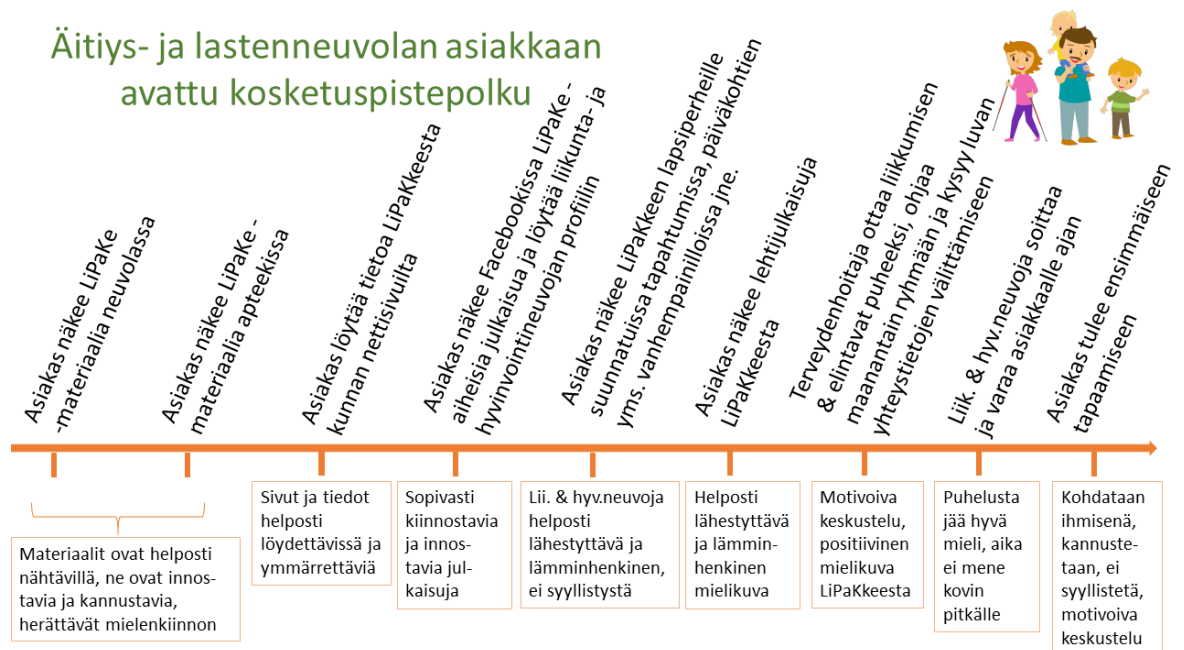 Äitiys- ja lastenneuvolan asiakkaan
avattu kosketuspistepolku
Asiakas näkee LiPaKe
-materiaalia neuvolassa
Asiakas näkee LiPaKe -
materiaalia apteekissa
Asiakas löytää tietoa LiPaKkeesta
kunnan nettisivuilta
Asiakas näkee Facebookissa LiPaKe -
aiheisia julkaisua ja löytää liikunta- ja
hyvinvointineuvojan profiilin
Asiakas näkee LiPaKkeen lapsiperheille
suunnatuissa tapahtumissa, päiväkohtien
yms. vanhempainilloissa jne.
Asiakas näkee lehtijulkaisuja
LiPaKkeesta
Terveydenhoitaja ottaa liikkumisen
& elintavat puheeksi, ohjaa
maanantain ryhmään ja kysyy luvan
yhteystietojen välittämiseen
Liik. & hyv.neuvoja soittaa
ja varaa asiakkaalle ajan
Asiakas tulee ensimmäiseen
tapaamiseen
Materiaalit ovat helposti
nähtävillä, ne ovat innos-
tavia ja kannustavia,
herättävät mielenkiinnon
Sivut ja tiedot
helposti
löydettävissä ja
ymmärrettäviä
Sopivasti
kiinnostavia
ja innos-
tavia jul-
kaisuja
Lii. & hyv.neuvoja
helposti
lähestyttävä ja
lämminhenkinen,
ei syyllistystä
Helposti
lähestyttävä
ja lämmin-
henkinen
mielikuva
Motivoiva
keskustelu,
positiivinen
mielikuva
LiPaKkeesta
Puhelusta
jää hyvä
mieli, aika
ei mene
kovin
pitkälle
Kohdataan
ihmisenä,
kannuste-
taan, ei
syyllistetä,
motivoiva
keskustelu